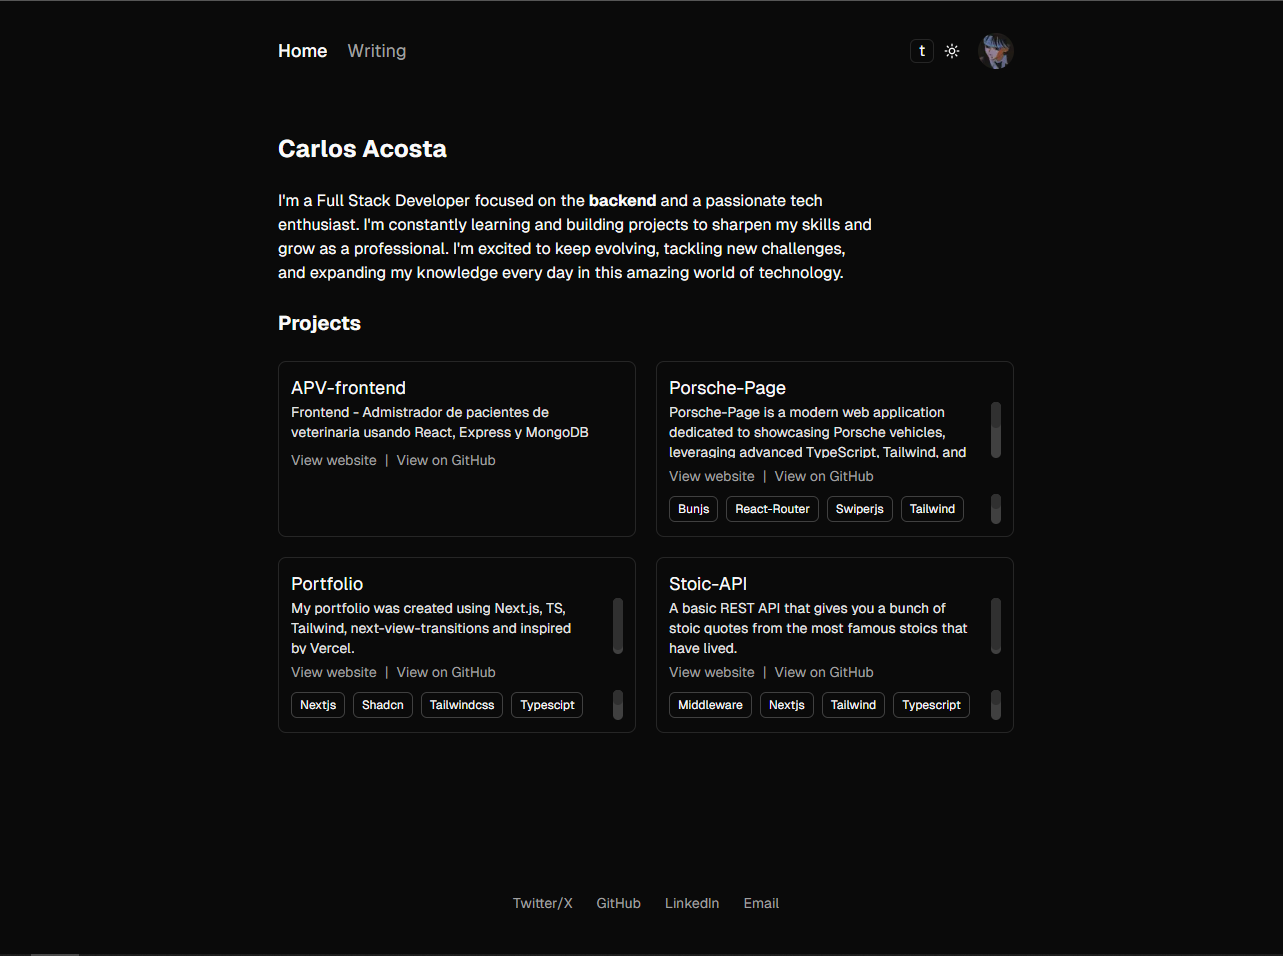 Home Writing t
Carlos Acosta
I'm a Full Stack Developer focused on the backend and a passionate tech
enthusiast. I'm constantly learning and building projects to sharpen my skills and
grow as a professional. I'm excited to keep evolving, tackling new challenges,
and expanding my knowledge every day in this amazing world of technology.
Projects
APV-frontend
Frontend - Admistrador de pacientes de
veterinaria usando React, Express y MongoDB
View website | View on GitHub
Porsche-Page
Porsche-Page is a modern web application
dedicated to showcasing Porsche vehicles,
leveraging advanced TypeScript, Tailwind, and
View website | View on GitHub
Bunjs React-Router Swiperjs Tailwind
Portfolio
My portfolio was created using Next.js, TS,
Tailwind, next-view-transitions and inspired
by Vercel.
View website | View on GitHub
Nextjs Shadcn Tailwindcss Typescipt
Stoic-API
A basic REST API that gives you a bunch of
stoic quotes from the most famous stoics that
have lived.
View website | View on GitHub
Middleware Nextjs Tailwind Typescript
Twitter/X GitHub LinkedIn Email